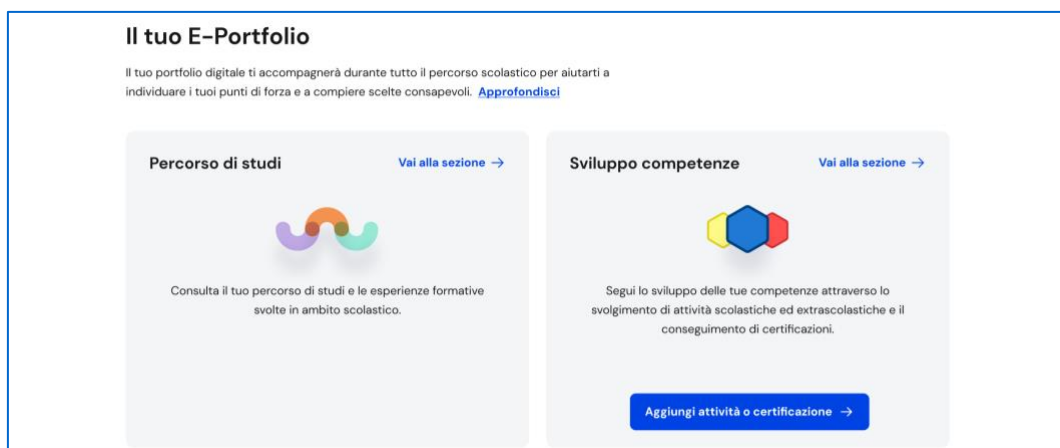 Il tuo E-Portfolio
Il tuo portfolio digitale ti accompagnerà durante tutto il percorso scolastico per aiutarti a
individuare i tuoi punti di forza e a compiere scelte consapevoli. Approfondisci
Percorso di studi
Vai alla sezione →
Consulta il tuo percorso di studi e le esperienze formative
svolte in ambito scolastico.
Sviluppo competenze
Vai alla sezione →
Segui lo sviluppo delle tue competenze attraverso lo
svolgimento di attività scolastiche ed extrascolastiche e il
conseguimento di certificazioni.
Aggiungi attività o certificazione →